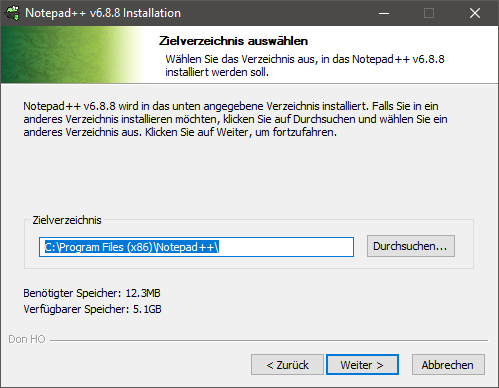 Notepad++ v6.8.8 Installation
Zielverzeichnis auswählen
Wählen Sie das Verzeichnis aus, in das Notepad++ v6.8.8
installiert werden soll.
Notepad++ v6.8.8 wird in das unten angegebene Verzeichnis installiert. Falls Sie in ein
anderes Verzeichnis installieren möchten, klicken Sie auf Durchsuchen und wählen Sie ein
anderes Verzeichnis aus. Klicken Sie auf Weiter, um fortzufahren.
Zielverzeichnis
C:\Program Files (x86)\Notepad++\
Durchsuchen...
Benötigter Speicher: 12.3MB
Verfügbarer Speicher: 5.1GB
Don HO
< Zurück
Weiter >
Abbrechen